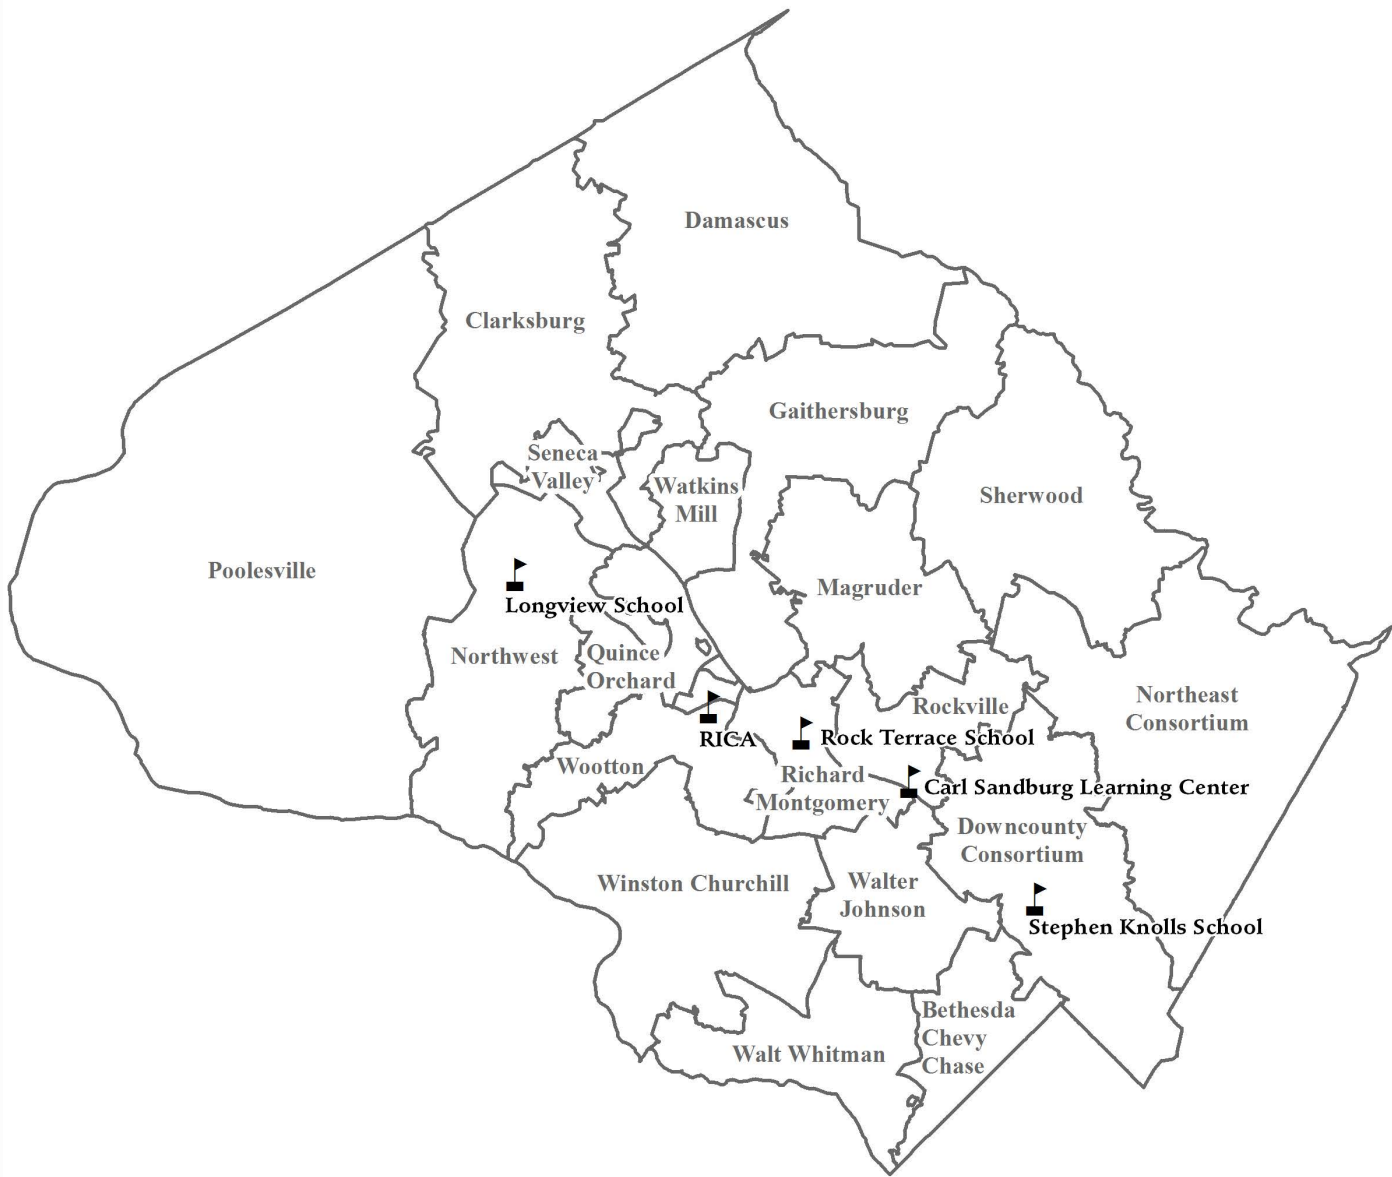 Damascus
Clarksburg
Gaithersburg
Seneca
Valley
Watkins
Mill
Sherwood
Poolesville
Magruder
Longview School
Northwest
Quince
Orchard
Northeast
Consortium
Rockville
RICA
Rock Terrace School
Wootton
Richard
Montgomery
Carl Sandburg Learning Center
Downcounty
Consortium
Winston Churchill
Walter
Johnson
Stephen Knolls School
Bethesda
Chevy
Chase
Walt Whitman